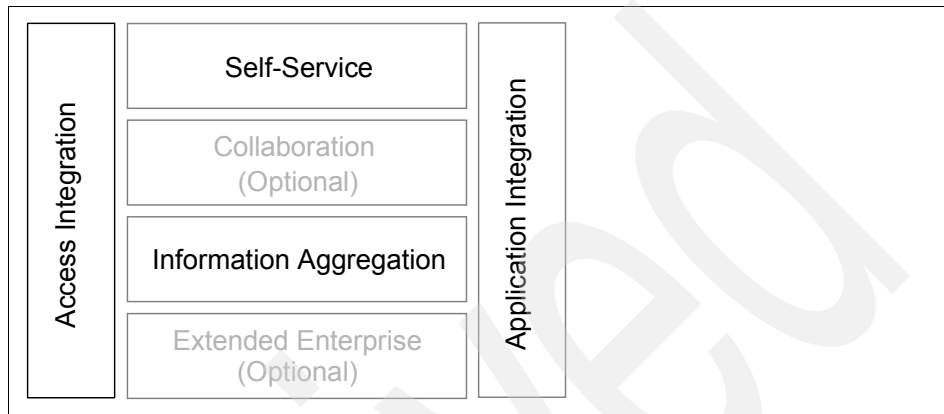 Access Integration
Self-Service
Collaboration
(Optional)
Information Aggregation
Extended Enterprise
(Optional)
Application Integration